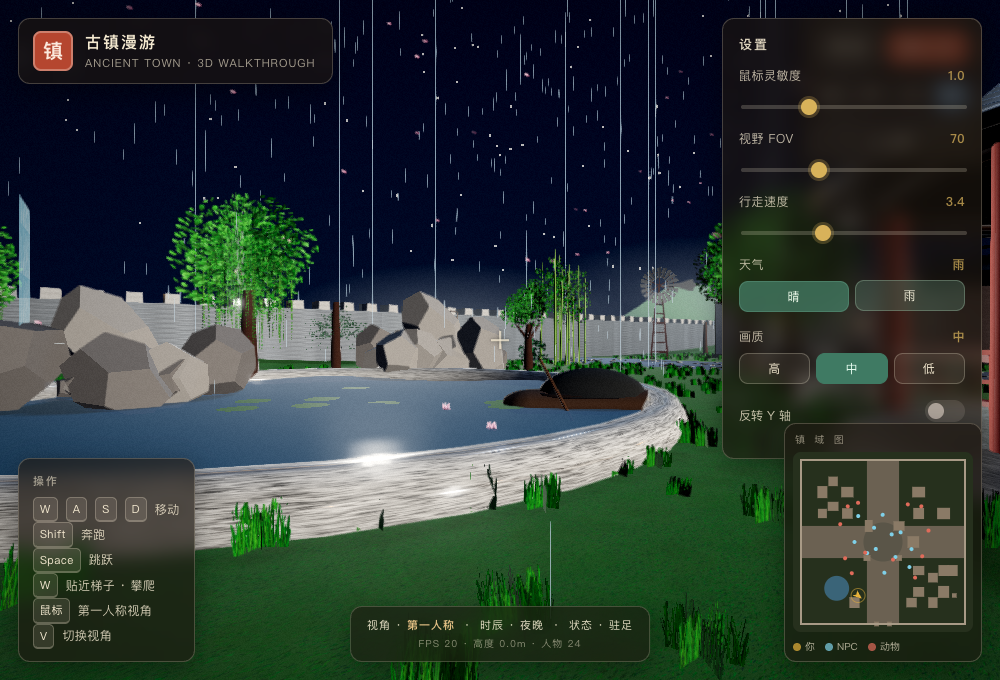 镇
古镇漫游
ANCIENT TOWN · 3D WALKTHROUGH
设置
鼠标灵敏度 1.0
视野 FOV 70
行走速度 3.4
天气 雨
晴 雨
画质 中
高 中 低
反转 Y 轴
镇 域 图
你 NPC 动物
操作
W A S D 移动
Shift 奔跑
Space 跳跃
W 贴近梯子 · 攀爬
鼠标 第一人称视角
V 切换视角
视角 · 第一人称 · 时辰 · 夜晚 · 状态 · 驻足
FPS 20 · 高度 0.0m · 人物 24